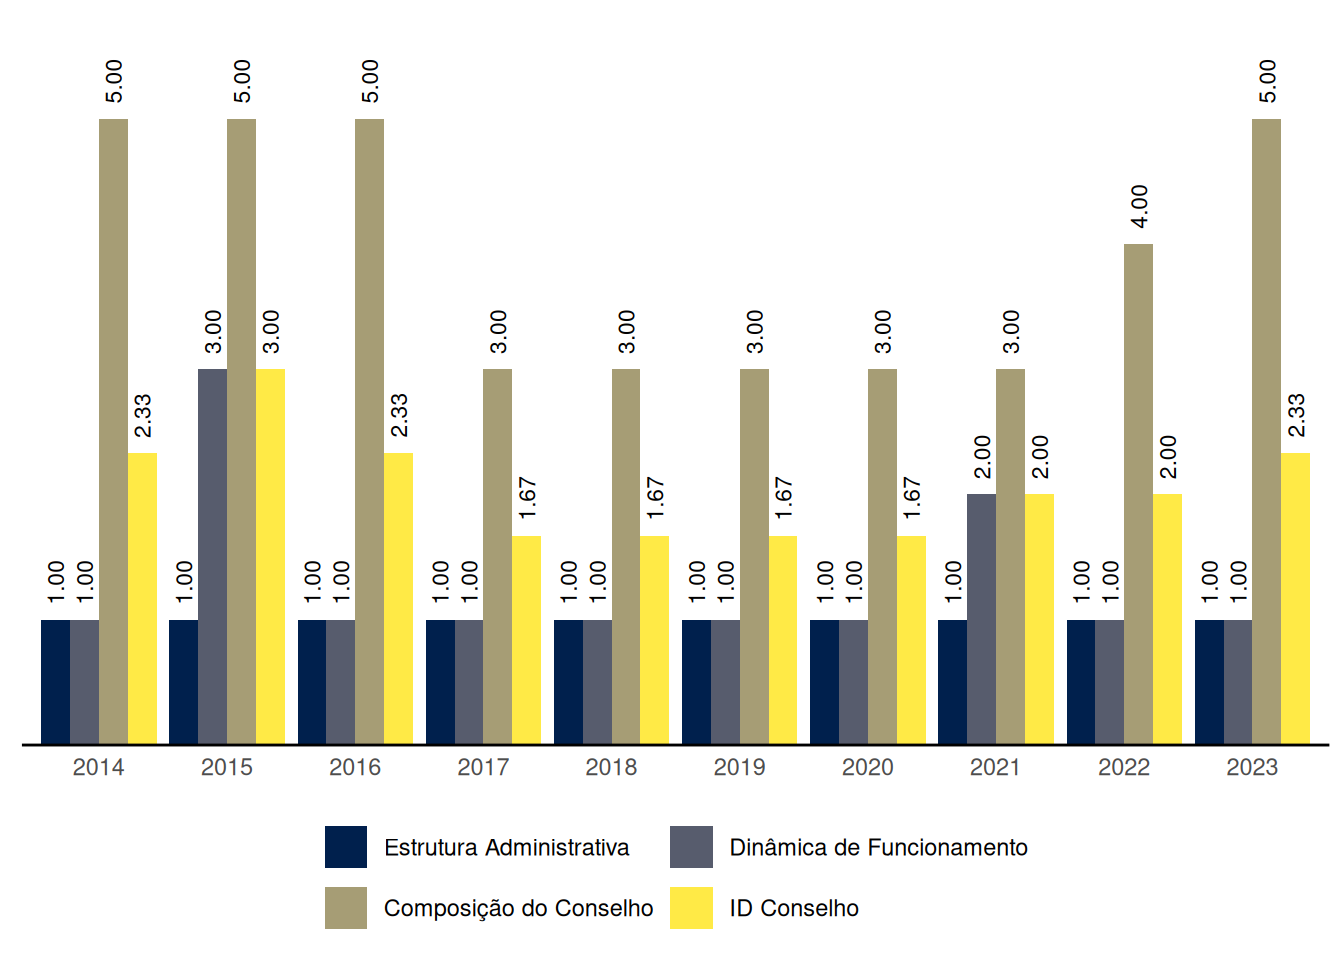 5.00 5.00 5.00 5.00
4.00
3.00 3.00 3.00 3.00 3.00 3.00 3.00
2.33 2.33 2.33
2.00 2.00 2.00
1.67 1.67 1.67 1.67
1.00 1.00 1.00 1.00 1.00 1.00 1.00 1.00 1.00 1.00 1.00 1.00 1.00 1.00 1.00 1.00 1.00 1.00
2014 2015 2016 2017 2018 2019 2020 2021 2022 2023
Estrutura Administrativa Dinâmica de Funcionamento
Composição do Conselho ID Conselho